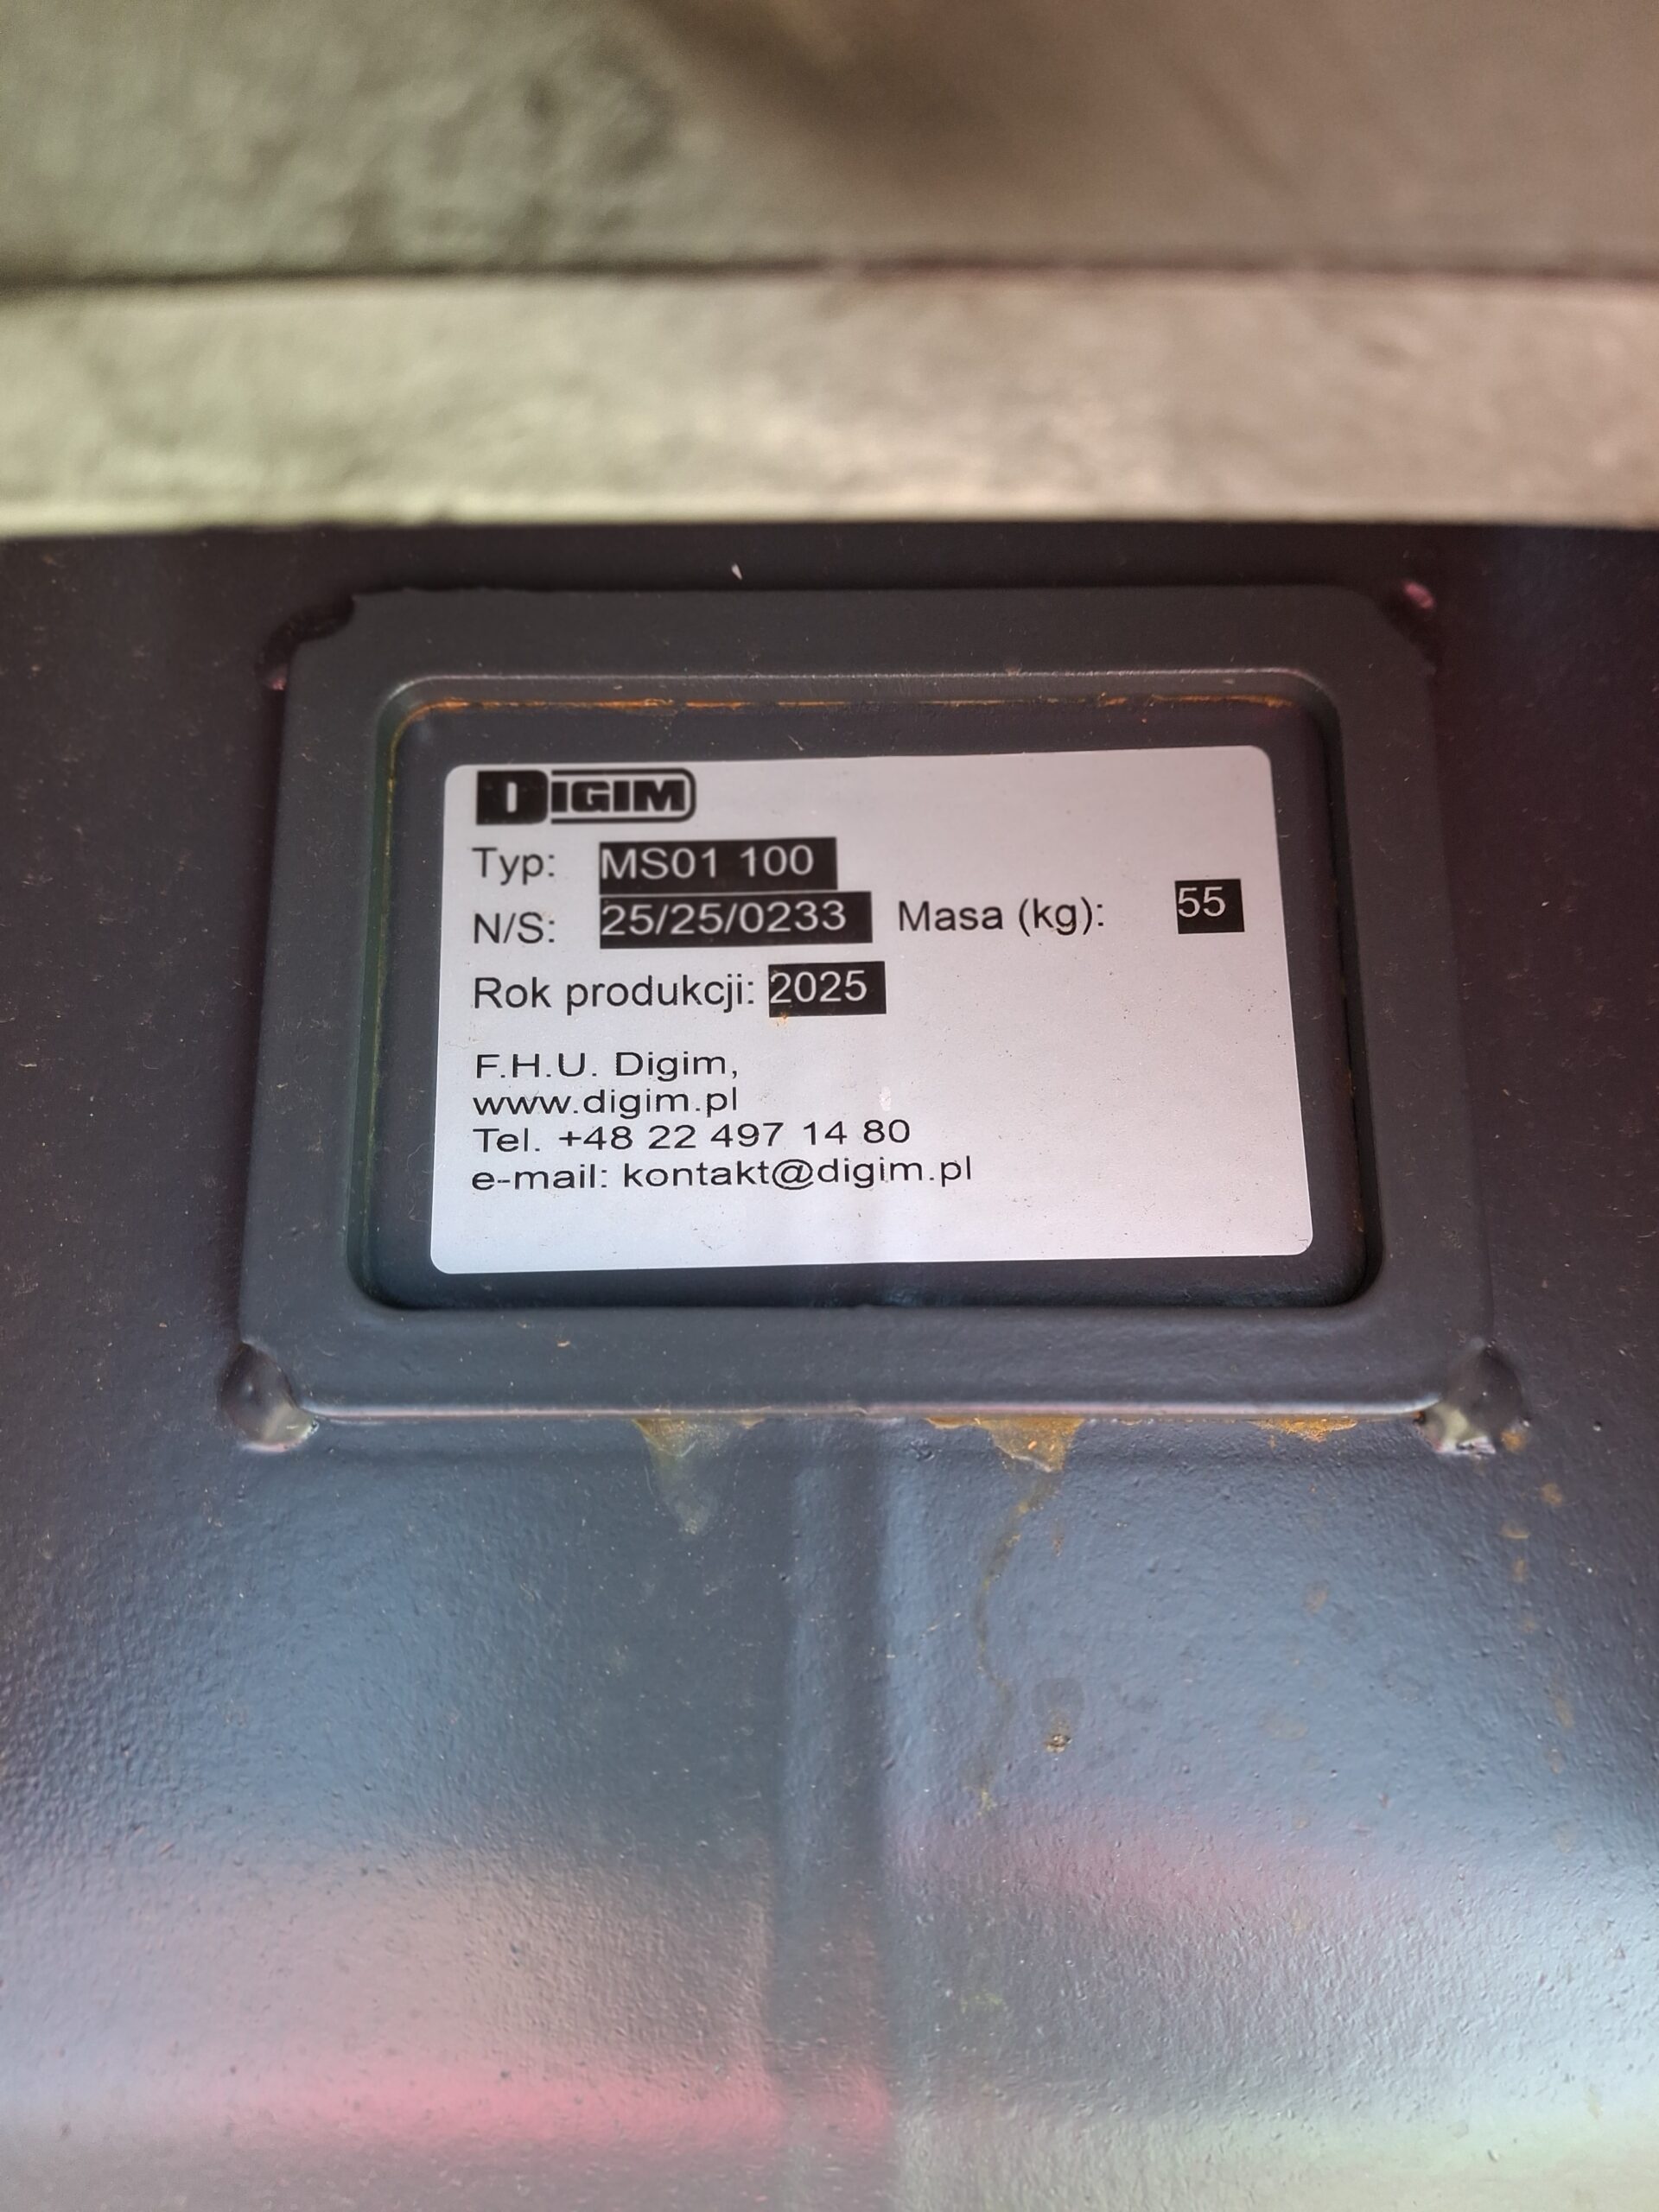 DIGIM
Typ: MS01 100
N/S: 25/25/0233 Masa (kg): 55
Rok produkcji: 2025
F.H.U. Digim,
www.digim.pl
Tel. +48 22 497 14 80
e-mail: kontakt@digim.pl